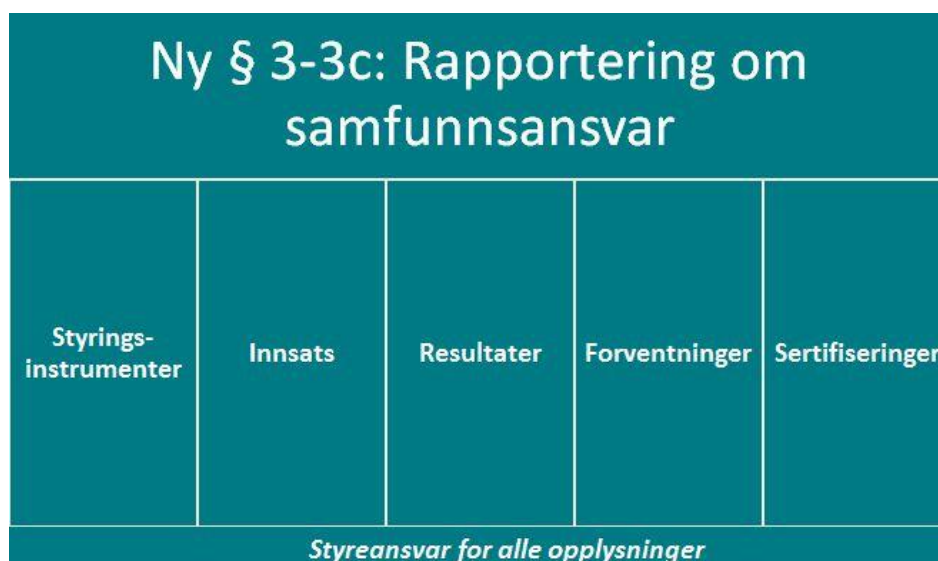 Ny § 3-3c: Rapportering om
samfunnsansvar
Styrings-
instrumenter
Innsats
Resultater
Forventninger
Sertifiseringer
Styreansvar for alle opplysninger